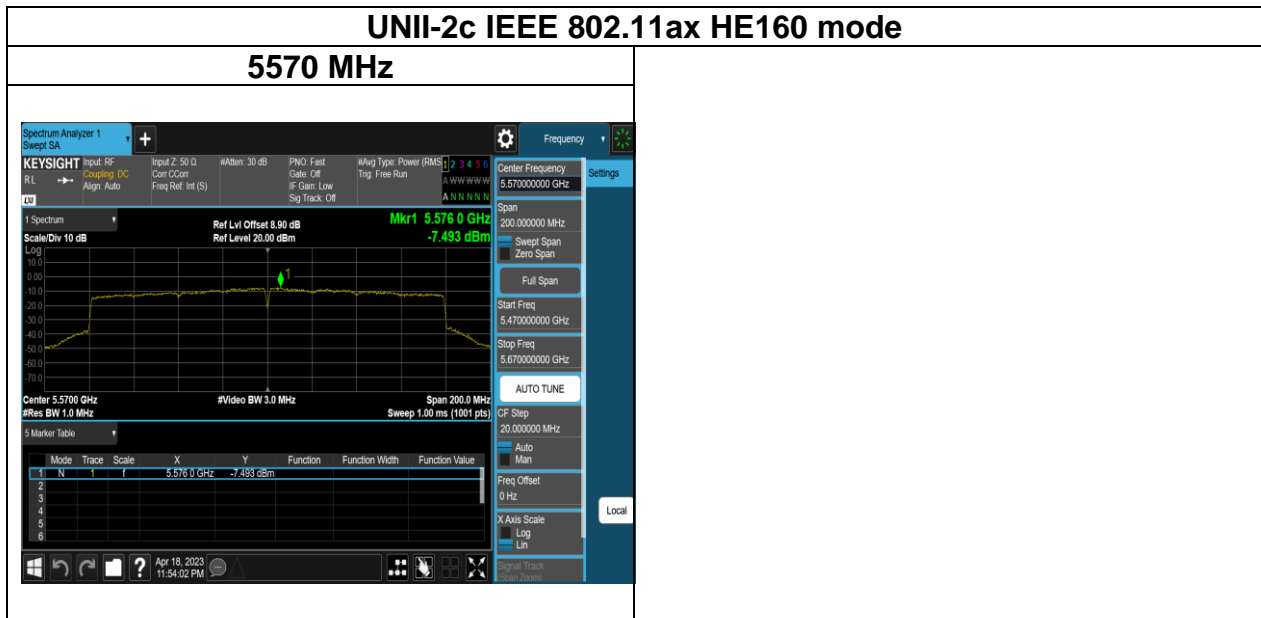 UNII-2c IEEE 802.11ax HE160 mode
5570 MHz
Spectrum Analyzer 1
Swept SA
Frequency
KEYSIGHT
RL
LXI
Input: RF
Coupling: DC
Align: Auto
Input Z: 50 Ω
Corr CCorr
Freq Ref: Int (S)
#Atten: 30 dB
PNO: Fast
Gate: Off
IF Gain: Low
Sig Track: Off
#Avg Type: Power (RMS
Trig: Free Run
1 2 3 4 5 6
A W W W W W
A N N N N N
1 Spectrum
Scale/Div 10 dB
Ref Lvl Offset 8.90 dB
Ref Level 20.00 dBm
Mkr1 5.576 0 GHz
-7.493 dBm
Log
10.0
0.00
-10.0
-20.0
-30.0
-40.0
-50.0
-60.0
-70.0
1
Center 5.5700 GHz
#Res BW 1.0 MHz
#Video BW 3.0 MHz
Span 200.0 MHz
Sweep 1.00 ms (1001 pts)
5 Marker Table
Mode Trace Scale X Y Function Function Width Function Value
1 N 1 f 5.576 0 GHz -7.493 dBm
2
3
4
5
6
Apr 18, 2023
11:54:02 PM
Center Frequency
5.570000000 GHz
Settings
Span
200.000000 MHz
Swept Span
Zero Span
Full Span
Start Freq
5.470000000 GHz
Stop Freq
5.670000000 GHz
AUTO TUNE
CF Step
20.000000 MHz
Auto
Man
Freq Offset
0 Hz
Local
X Axis Scale
Log
Lin
Signal Track
(Span Zoom)